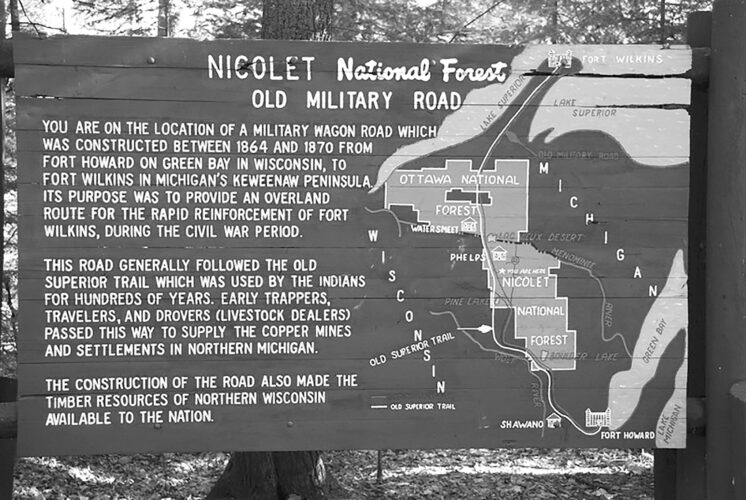 NICOLET National Forest
OLD MILITARY ROAD
YOU ARE ON THE LOCATION OF A MILITARY WAGON ROAD WHICH
WAS CONSTRUCTED BETWEEN 1864 AND 1870 FROM
FORT HOWARD ON GREEN BAY IN WISCONSIN, TO
FORT WILKINS IN MICHIGAN'S KEWEENAW PENINSULA
ITS PURPOSE WAS TO PROVIDE AN OVERLAND
ROUTE FOR THE RAPID REINFORCEMENT OF FORT
WILKINS, DURING THE CIVIL WAR PERIOD.
THIS ROAD GENERALLY FOLLOWED THE OLD
SUPERIOR TRAIL WHICH WAS USED BY THE INDIANS
FOR HUNDREDS OF YEARS. EARLY TRAPPERS,
TRAVELERS, AND DROVERS (LIVESTOCK DEALERS)
PASSED THIS WAY TO SUPPLY THE COPPER MINES
AND SETTLEMENTS IN NORTHERN MICHIGAN.
THE CONSTRUCTION OF THE ROAD ALSO MADE THE
TIMBER RESOURCES OF NORTHERN WISCONSIN
AVAILABLE TO THE NATION.
FORT WILKINS
LAKE SUPERIOR
LAKE
SUPERIOR
OLD MILITARY ROAD
MICHIGAN
OTTAWA NATIONAL
FOREST
WATERSMEET
LAC VIEUX DESERT
MENOMINEE
RIVER
PHELPS
YOU ARE HERE
NICOLET
NATIONAL
FOREST
WISCONSIN
PINE LAKE
OLD SUPERIOR TRAIL
WOLF
RIVER
BOULDER LAKE
GREEN BAY
LAKE
MICHIGAN
OLD SUPERIOR TRAIL
SHAWANO
FORT HOWARD